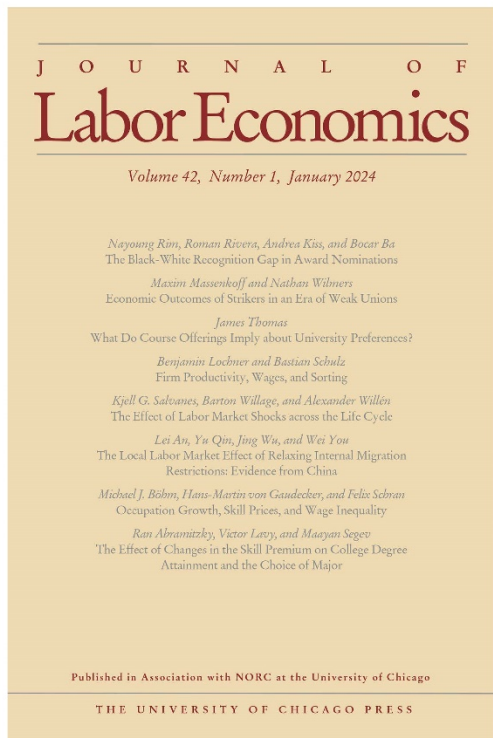 JOURNAL OF
Labor Economics
Volume 42, Number 1, January 2024
Nayoung Rim, Roman Rivera, Andrea Kiss, and Bocar Ba
The Black-White Recognition Gap in Award Nominations
Maxim Massenkoff and Nathan Wilmers
Economic Outcomes of Strikers in an Era of Weak Unions
James Thomas
What Do Course Offerings Imply about University Preferences?
Benjamin Lochner and Bastian Schulz
Firm Productivity, Wages, and Sorting
Kjell G. Salvanes, Barton Willage, and Alexander Willén
The Effect of Labor Market Shocks across the Life Cycle
Lei An, Yu Qin, Jing Wu, and Wei You
The Local Labor Market Effect of Relaxing Internal Migration
Restrictions: Evidence from China
Michael J. Böhm, Hans-Martin von Gaudecker, and Felix Schran
Occupation Growth, Skill Prices, and Wage Inequality
Ran Abramitzky, Victor Lavy, and Maayan Segev
The Effect of Changes in the Skill Premium on College Degree
Attainment and the Choice of Major
Published in Association with NORC at the University of Chicago
THE UNIVERSITY OF CHICAGO PRESS